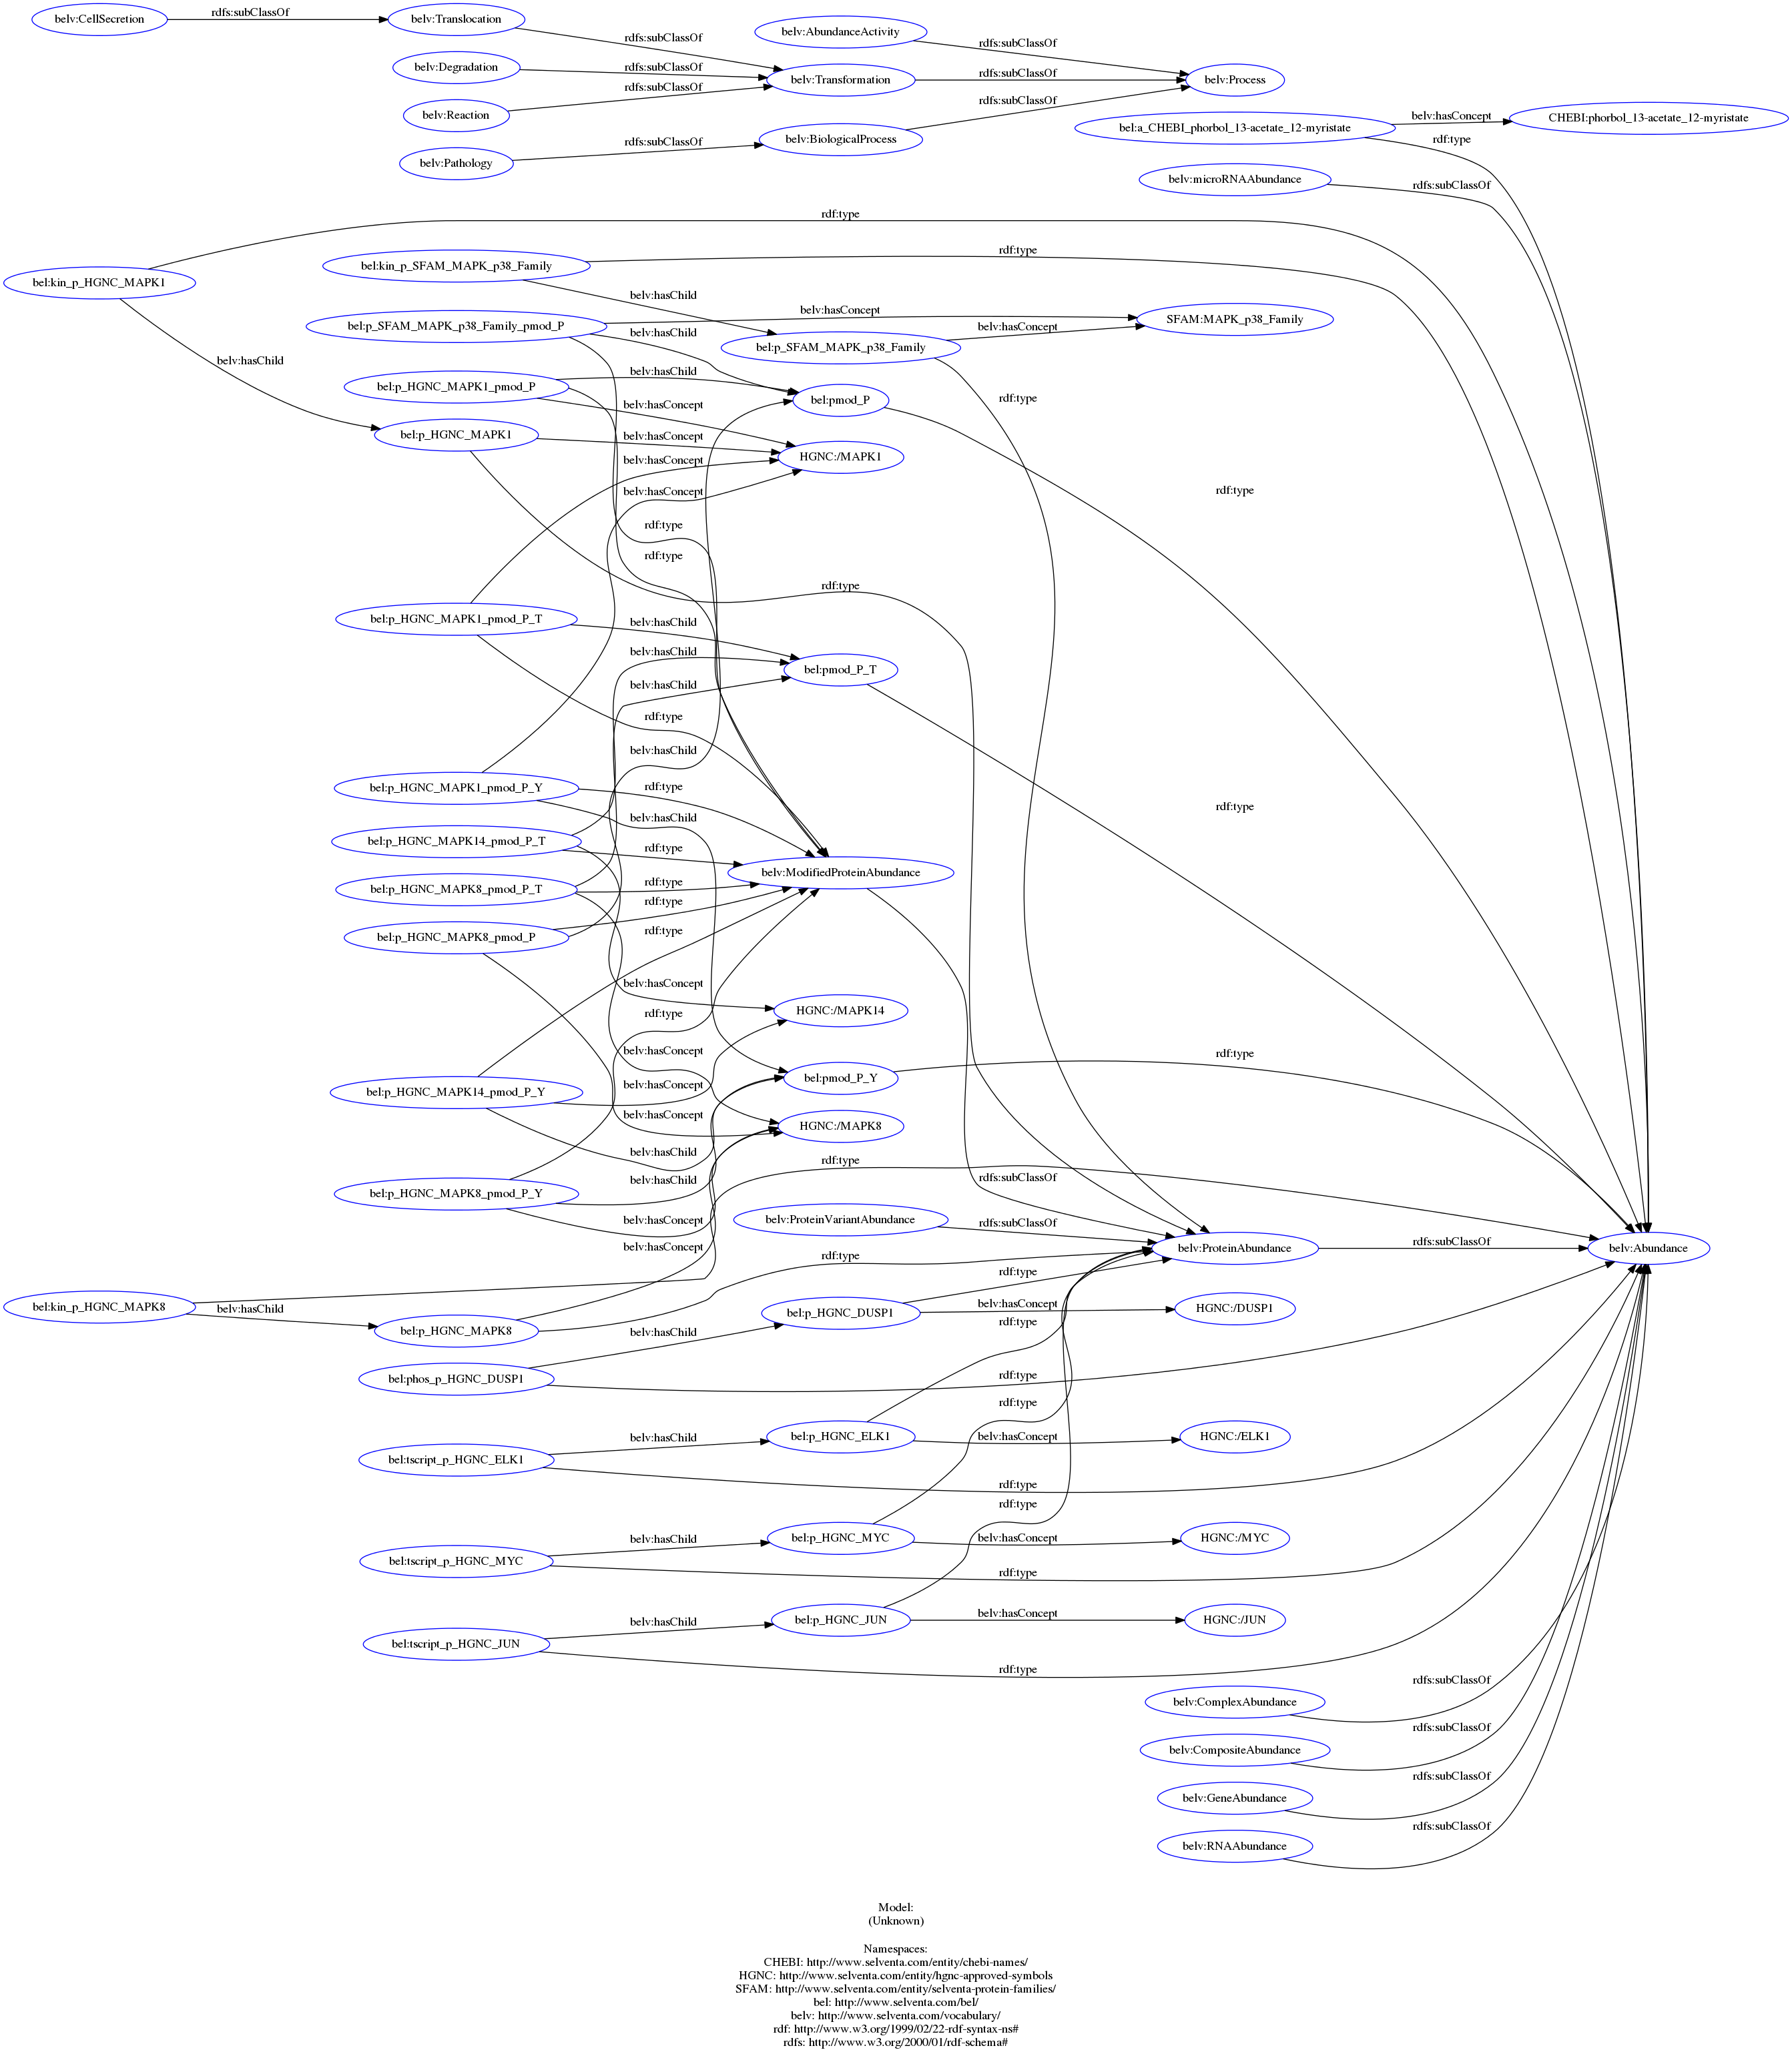 belv:CellSecretion
rdfs:subClassOf
belv:Translocation
belv:AbundanceActivity
rdfs:subClassOf
rdfs:subClassOf
belv:Degradation
rdfs:subClassOf
belv:Transformation
rdfs:subClassOf
belv:Process
rdfs:subClassOf
belv:Reaction
rdfs:subClassOf
belv:Pathology
rdfs:subClassOf
belv:BiologicalProcess
bel:a_CHEBI_phorbol_13-acetate_12-myristate
belv:hasConcept
CHEBI:phorbol_13-acetate_12-myristate
rdf:type
belv:microRNAAbundance
rdfs:subClassOf
rdf:type
bel:kin_p_HGNC_MAPK1
bel:kin_p_SFAM_MAPK_p38_Family
rdf:type
belv:hasChild
bel:p_SFAM_MAPK_p38_Family_pmod_P
belv:hasConcept
SFAM:MAPK_p38_Family
belv:hasChild
bel:p_SFAM_MAPK_p38_Family
belv:hasConcept
belv:hasChild
belv:hasChild
bel:p_HGNC_MAPK1_pmod_P
rdf:type
bel:pmod_P
belv:hasConcept
bel:p_HGNC_MAPK1
belv:hasConcept
HGNC:/MAPK1
belv:hasConcept
belv:hasConcept
rdf:type
rdf:type
rdf:type
rdf:type
bel:p_HGNC_MAPK1_pmod_P_T
belv:hasChild
belv:hasChild
bel:pmod_P_T
belv:hasChild
rdf:type
belv:hasChild
rdf:type
bel:p_HGNC_MAPK1_pmod_P_Y
rdf:type
belv:hasChild
bel:p_HGNC_MAPK14_pmod_P_T
rdf:type
belv:ModifiedProteinAbundance
bel:p_HGNC_MAPK8_pmod_P_T
rdf:type
rdf:type
bel:p_HGNC_MAPK8_pmod_P
rdf:type
belv:hasConcept
HGNC:/MAPK14
rdf:type
belv:hasConcept
rdf:type
bel:p_HGNC_MAPK14_pmod_P_Y
belv:hasConcept
bel:pmod_P_Y
belv:hasConcept
HGNC:/MAPK8
belv:hasChild
rdf:type
rdfs:subClassOf
belv:hasChild
bel:p_HGNC_MAPK8_pmod_P_Y
belv:hasConcept
belv:ProteinVariantAbundance
rdfs:subClassOf
belv:hasConcept
belv:ProteinAbundance
rdfs:subClassOf
belv:Abundance
rdf:type
rdf:type
bel:kin_p_HGNC_MAPK8
belv:hasChild
bel:p_HGNC_MAPK8
bel:p_HGNC_DUSP1
belv:hasConcept
HGNC:/DUSP1
rdf:type
belv:hasChild
bel:phos_p_HGNC_DUSP1
rdf:type
rdf:type
bel:tscript_p_HGNC_ELK1
belv:hasChild
bel:p_HGNC_ELK1
belv:hasConcept
HGNC:/ELK1
rdf:type
rdf:type
bel:tscript_p_HGNC_MYC
belv:hasChild
bel:p_HGNC_MYC
belv:hasConcept
HGNC:/MYC
rdf:type
bel:tscript_p_HGNC_JUN
belv:hasChild
bel:p_HGNC_JUN
belv:hasConcept
HGNC:/JUN
rdf:type
belv:ComplexAbundance
rdfs:subClassOf
belv:CompositeAbundance
rdfs:subClassOf
belv:GeneAbundance
rdfs:subClassOf
belv:RNAAbundance
rdfs:subClassOf
Model:
(Unknown)
Namespaces:
CHEBI: http://www.selventa.com/entity/chebi-names/
HGNC: http://www.selventa.com/entity/hgnc-approved-symbols
SFAM: http://www.selventa.com/entity/selventa-protein-families/
bel: http://www.selventa.com/bel/
belv: http://www.selventa.com/vocabulary/
rdf: http://www.w3.org/1999/02/22-rdf-syntax-ns#
rdfs: http://www.w3.org/2000/01/rdf-schema#